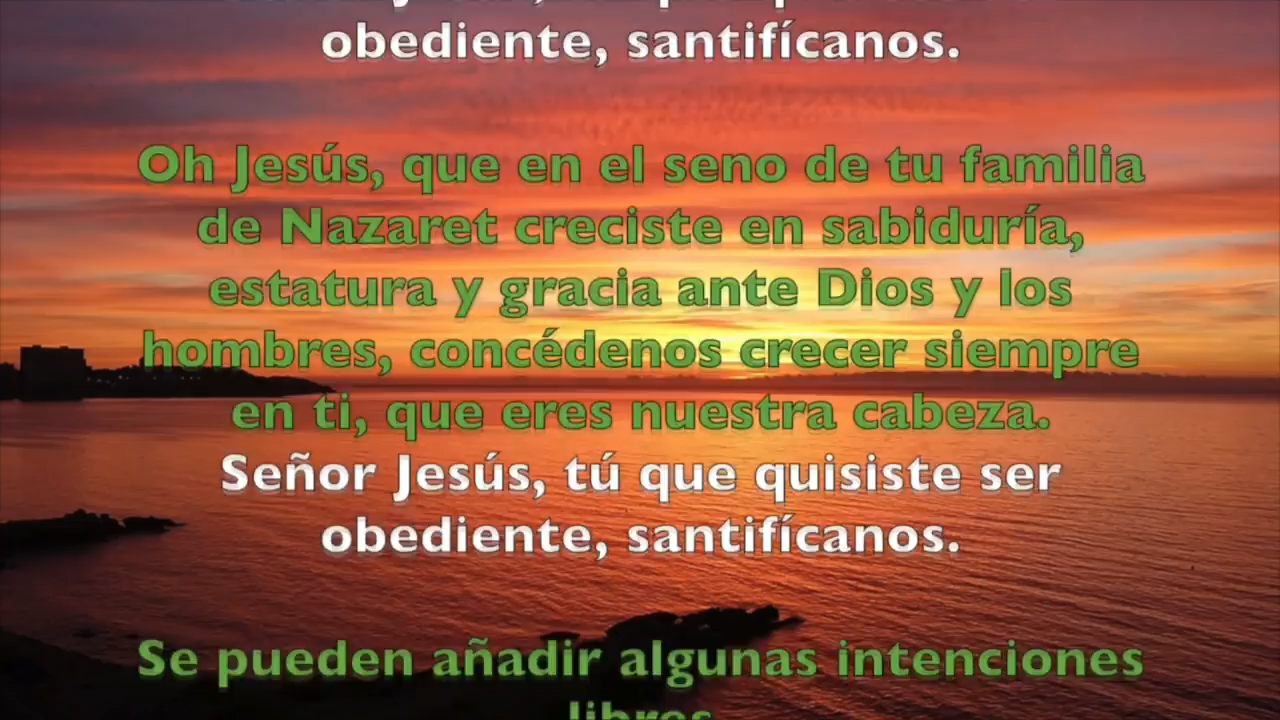 obediente, santifícanos.
Oh Jesús, que en el seno de tu familia
de Nazaret creciste en sabiduría,
estatura y gracia ante Dios y los
hombres, concédenos crecer siempre
en ti, que eres nuestra cabeza.
Señor Jesús, tú que quisiste ser
obediente, santifícanos.
Se pueden añadir algunas intenciones
libres